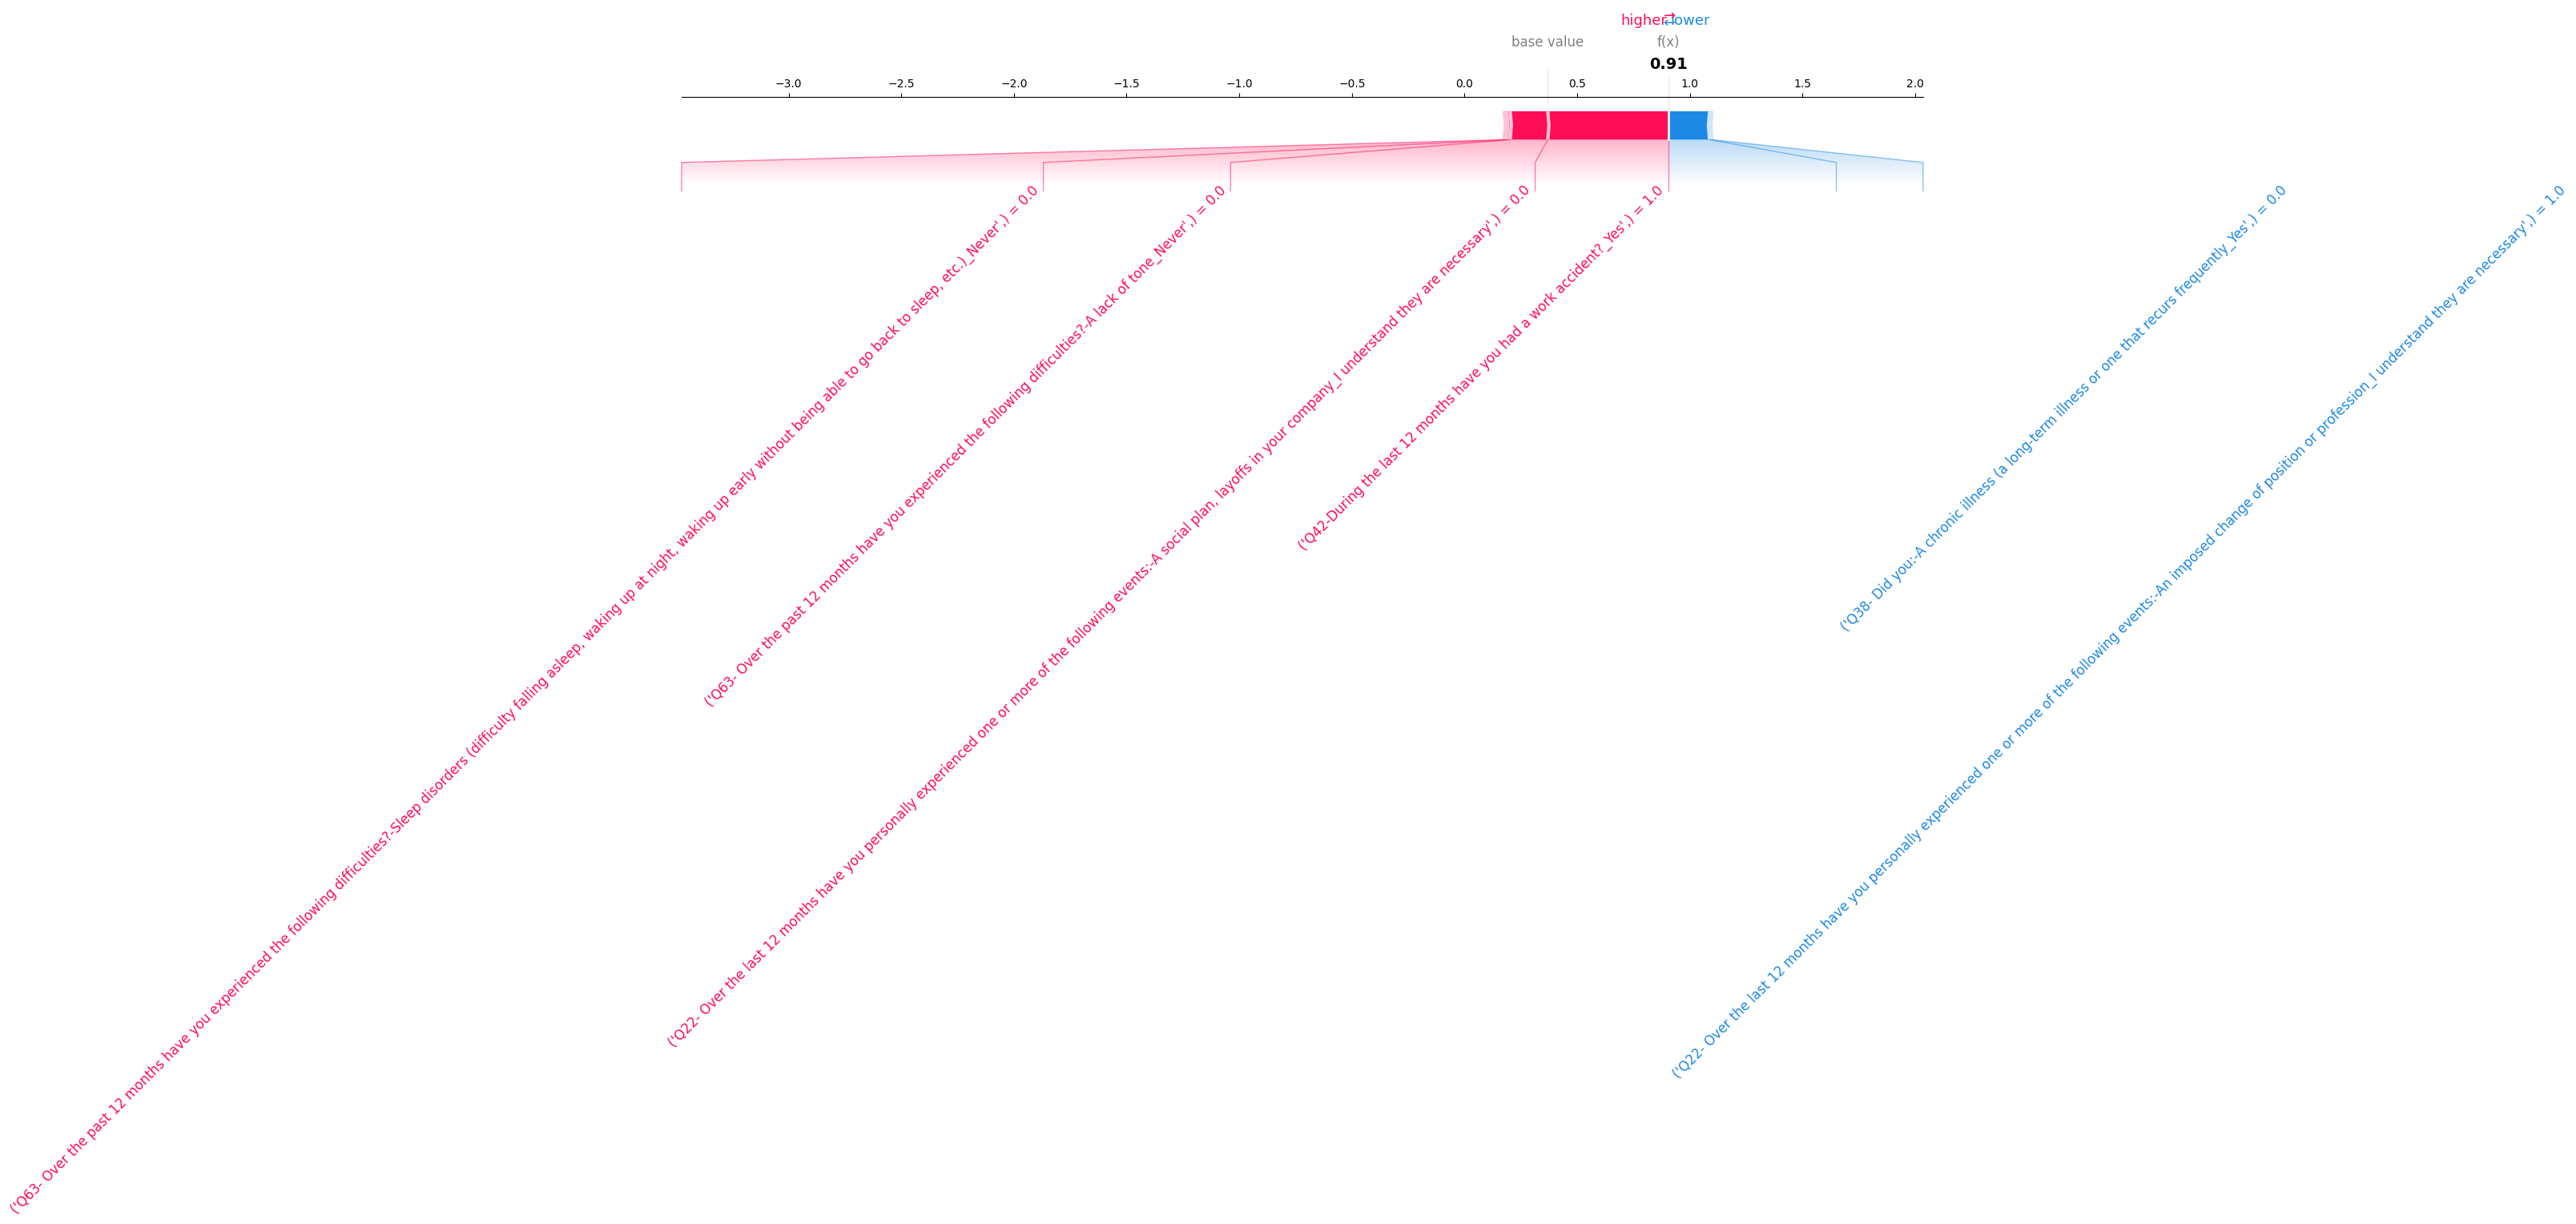 higher⇄lower
base value
f(x)
0.91
−3.0 −2.5 −2.0 −1.5 −1.0 −0.5 0.0 0.5 1.0 1.5 2.0
('Q63- Over the past 12 months have you experienced the following difficulties?-Sleep disorders (difficulty falling asleep, waking up at night, waking up early without being able to go back to sleep, etc.)_Never',) = 0.0
('Q63- Over the past 12 months have you experienced the following difficulties?-A lack of tone_Never',) = 0.0
('Q22- Over the last 12 months have you personally experienced one or more of the following events:-A social plan, layoffs in your company_I understand they are necessary',) = 0.0
('Q42-During the last 12 months have you had a work accident?_Yes',) = 1.0
('Q38- Did you:-A chronic illness (a long-term illness or one that recurs frequently_Yes',) = 0.0
('Q22- Over the last 12 months have you personally experienced one or more of the following events:-An imposed change of position or profession_I understand they are necessary',) = 1.0